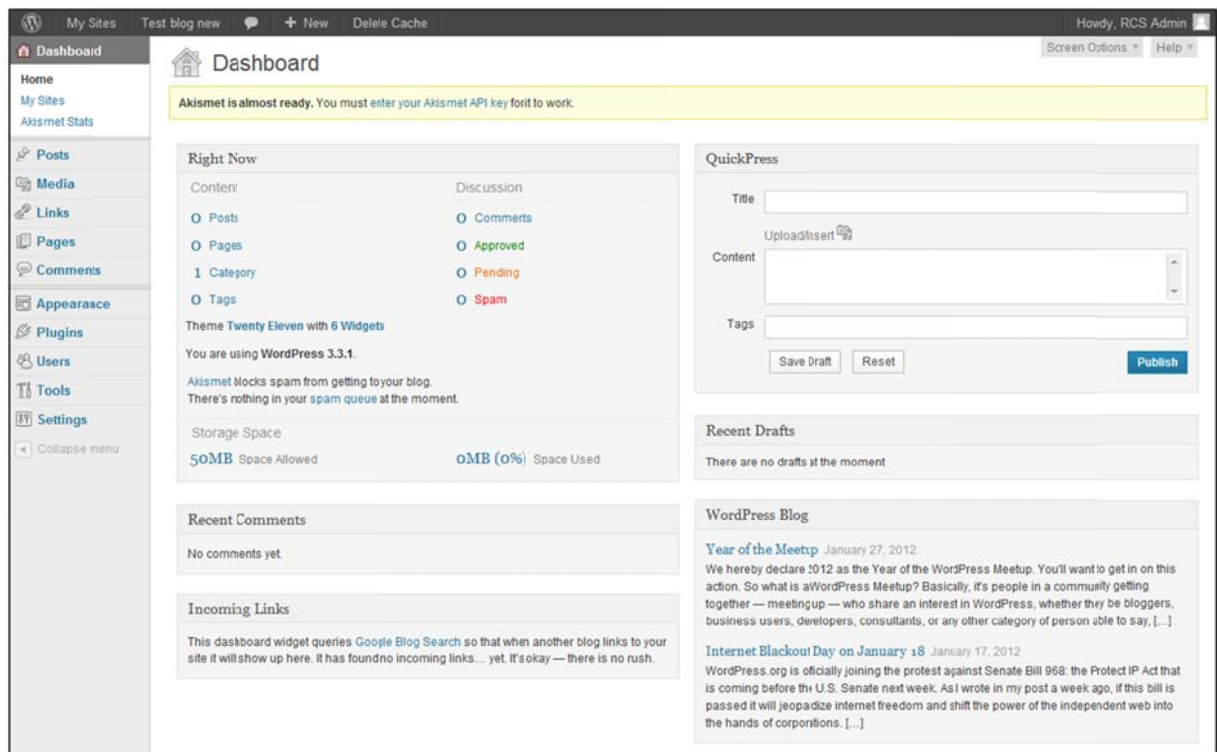 My Sites Test blog new + New Delete Cache Howdy, RCS Admin
Dashboard
Home
My Sites
Akismet Stats
Posts
Media
Links
Pages
Comments
Appearance
Plugins
Users
Tools
Settings
Collapse menu
Screen Options Help
Dashboard
Akismet is almost ready. You must enter your Akismet API key for it to work.
Right Now
Content Discussion
0 Posts 0 Comments
0 Pages 0 Approved
1 Category 0 Pending
0 Tags 0 Spam
Theme Twenty Eleven with 6 Widgets
You are using WordPress 3.3.1.
Akismet blocks spam from getting to your blog.
There's nothing in your spam queue at the moment.
Storage Space
50MB Space Allowed 0MB (0%) Space Used
Recent Comments
No comments yet.
Incoming Links
This dashboard widget queries Google Blog Search so that when another blog links to your
site it will show up here. It has found no incoming links... yet. It's okay — there is no rush.
QuickPress
Title
Upload/Insert
Content
Tags
Save Draft Reset Publish
Recent Drafts
There are no drafts at the moment
WordPress Blog
Year of the Meetup January 27, 2012
We hereby declare 2012 as the Year of the WordPress Meetup. You'll want to get in on this
action. So what is a WordPress Meetup? Basically, it's people in a community getting
together — meeting up — who share an interest in WordPress, whether they be bloggers,
business users, developers, consultants, or any other category of person able to say, [...]
Internet Blackout Day on January 18 January 17, 2012
WordPress.org is officially joining the protest against Senate Bill 968: the Protect IP Act that
is coming before the U.S. Senate next week. As I wrote in my post a week ago, if this bill is
passed it will jeopardize internet freedom and shift the power of the independent web into
the hands of corporations. [...]